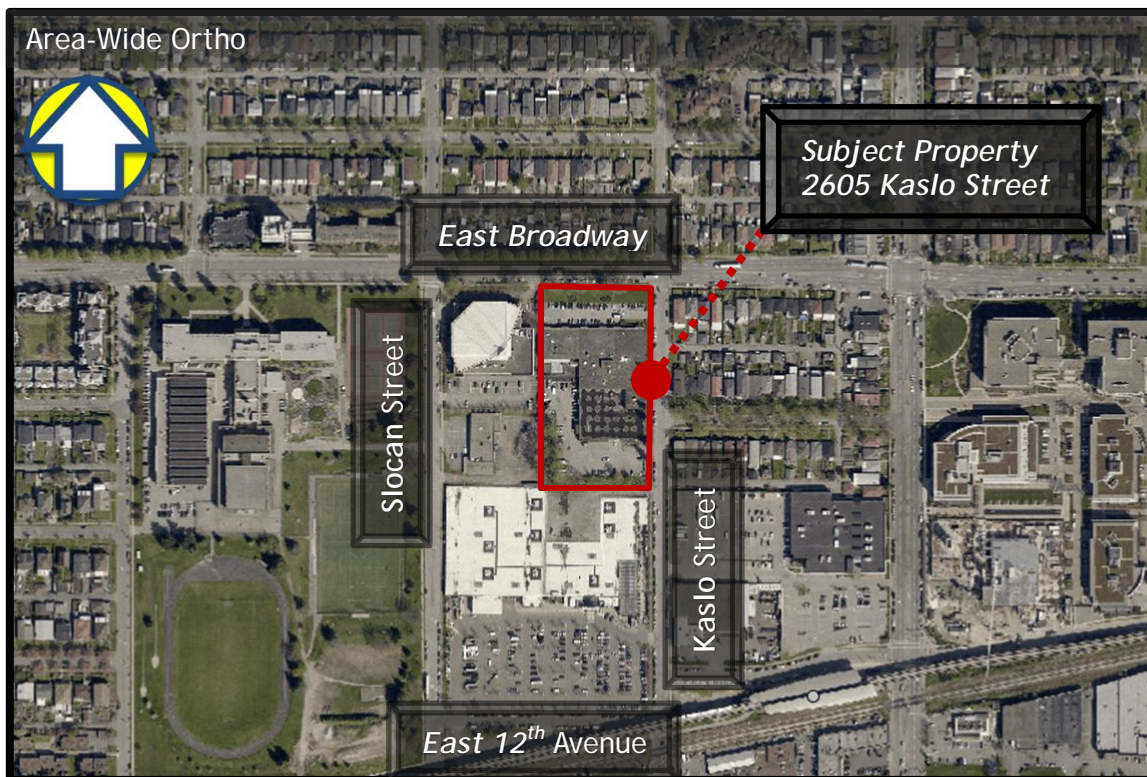 Area-Wide Ortho
Subject Property
2605 Kaslo Street
East Broadway
Slocan Street
Kaslo Street
East 12th Avenue